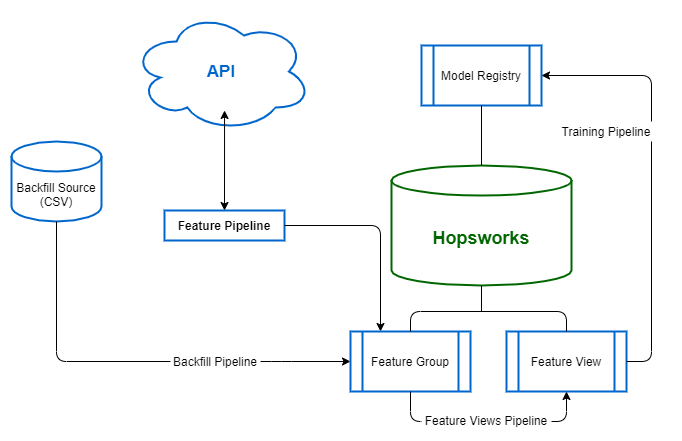 API
Model Registry
Training Pipeline
Backfill Source
(CSV)
Feature Pipeline
Hopsworks
Backfill Pipeline
Feature Group
Feature View
Feature Views Pipeline